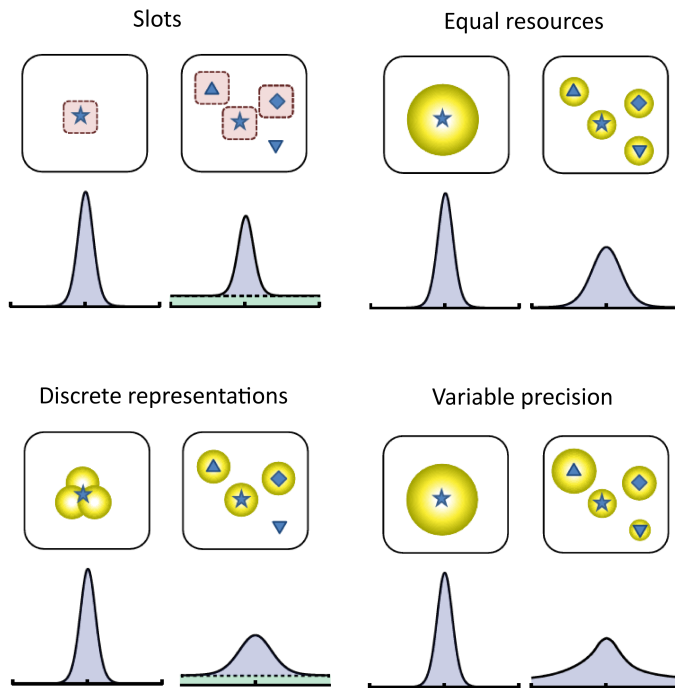 Slots
Equal resources
Discrete representations
Variable precision